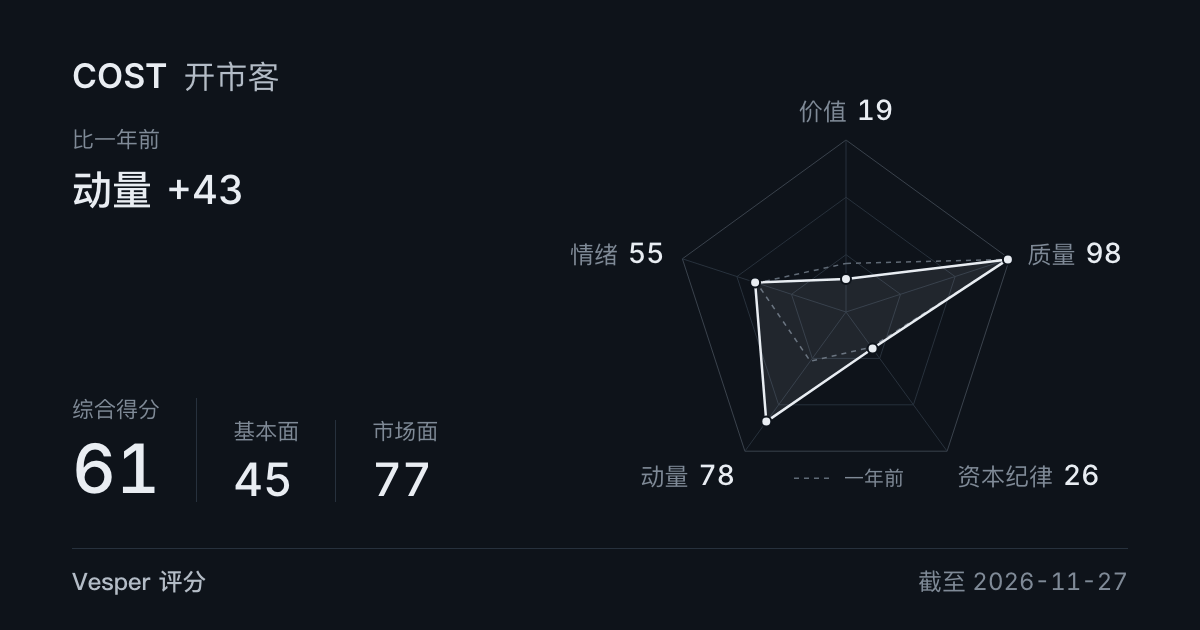 COST 开市客
比一年前
动量 +43
价值 19
情绪 55
质量 98
动量 78
一年前
资本纪律 26
综合得分
61
基本面
45
市场面
77
Vesper 评分
截至 2026-11-27